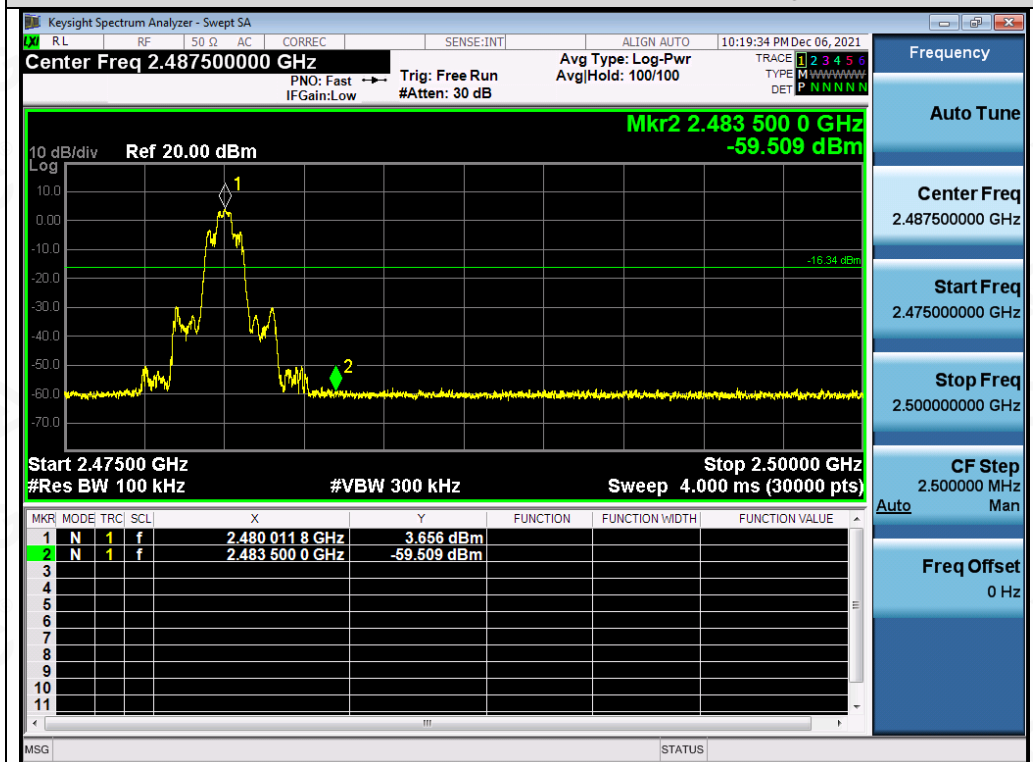 Keysight Spectrum Analyzer - Swept SA
LXI RL RF 50 Ω AC CORREC SENSE:INT ALIGN AUTO 10:19:34 PM Dec 06, 2021
Center Freq 2.487500000 GHz
PNO: Fast
IFGain:Low
Trig: Free Run
#Atten: 30 dB
Avg Type: Log-Pwr
Avg|Hold: 100/100
TRACE 1 2 3 4 5 6
TYPE M WWWWW
DET P N N N N N
Mkr2 2.483 500 0 GHz
-59.509 dBm
10 dB/div Ref 20.00 dBm
Log
10.0
0.00
-10.0
-20.0
-30.0
-40.0
-50.0
-60.0
-70.0
1
-16.34 dBm
2
Start 2.47500 GHz Stop 2.50000 GHz
#Res BW 100 kHz #VBW 300 kHz Sweep 4.000 ms (30000 pts)
MKR MODE TRC SCL X Y FUNCTION FUNCTION WIDTH FUNCTION VALUE
1 N 1 f 2.480 011 8 GHz 3.656 dBm
2 N 1 f 2.483 500 0 GHz -59.509 dBm
3
4
5
6
7
8
9
10
11
MSG STATUS
Frequency
Auto Tune
Center Freq
2.487500000 GHz
Start Freq
2.475000000 GHz
Stop Freq
2.500000000 GHz
CF Step
2.500000 MHz
Auto Man
Freq Offset
0 Hz